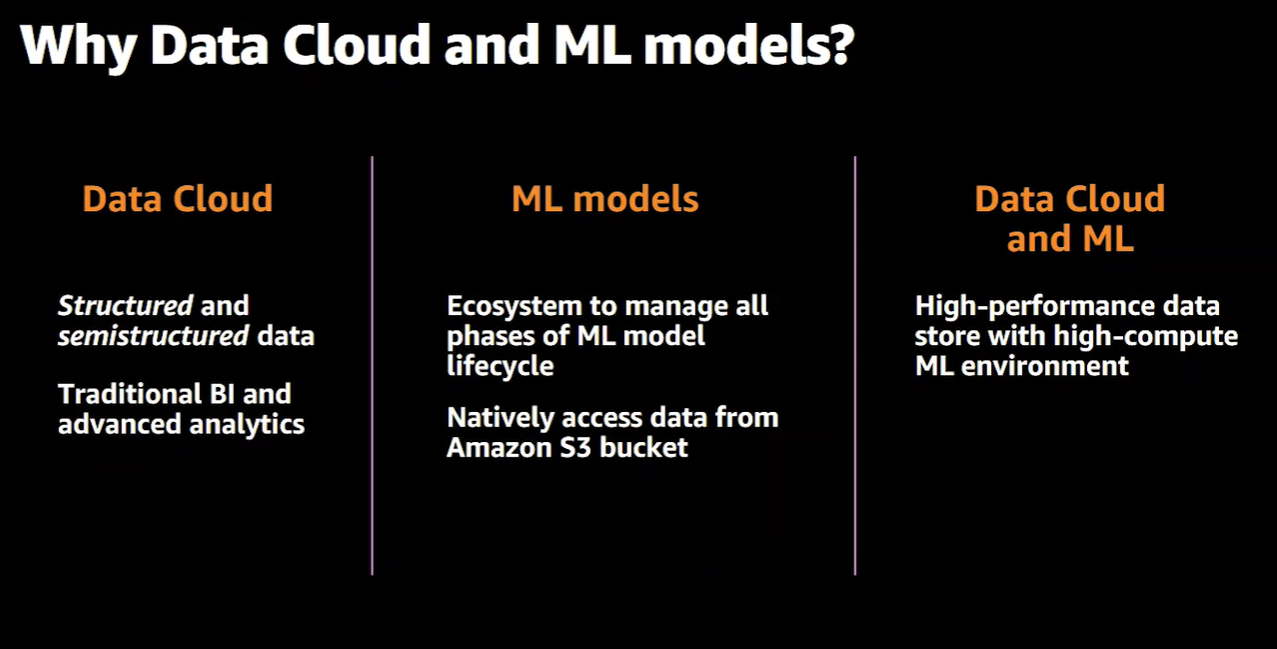 Why Data Cloud and ML models?
Data Cloud
Structured and
semistructured data
Traditional BI and
advanced analytics
ML models
Ecosystem to manage all
phases of ML model
lifecycle
Natively access data from
Amazon S3 bucket
Data Cloud
and ML
High-performance data
store with high-compute
ML environment